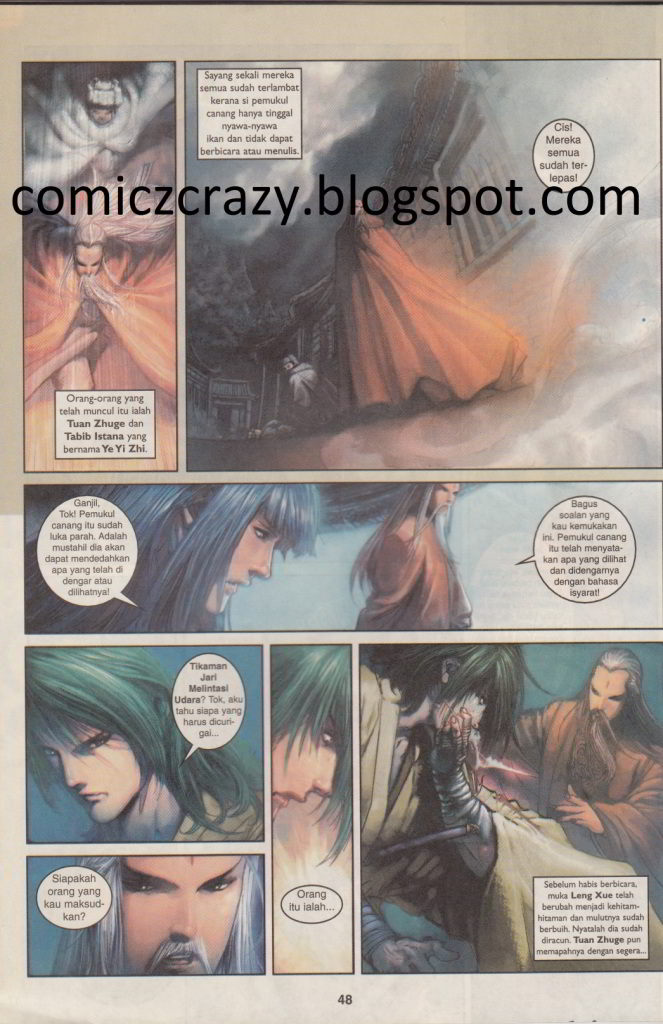 Sayang sekali mereka
semua sudah terlambat
kerana si pemukul
canang hanya tinggal
nyawa-nyawa
ikan dan tidak dapat
berbicara atau menulis.
Cis!
Mereka
semua
sudah ter-
lepas!
comiczcrazy.blogspot.com
Orang-orang yang
telah muncul itu ialah
Tuan Zhuge dan
Tabib Istana yang
bernama Ye Yi Zhi.
Ganjil,
Tok! Pemukul
canang itu sudah
luka parah. Adalah
mustahil dia akan
dapat mendedahkan
apa yang telah di
dengar atau
dilihatnya!
Bagus
soalan yang
kau kemukakan
ini. Pemukul canang
itu telah menyata-
kan apa yang dilihat
dan didengarnya
dengan bahasa
isyarat!
Tikaman
Jari
Melintasi
Udara? Tok, aku
tahu siapa yang
harus dicuri-
gai...
Siapakah
orang yang
kau maksud-
kan?
Orang
itu ialah...
Sebelum habis berbicara,
muka Leng Xue telah
berubah menjadi kehitam-
hitaman dan mulutnya sudah
berbuih. Nyatalah dia sudah
diracun. Tuan Zhuge pun
memapahnya dengan segera...
48